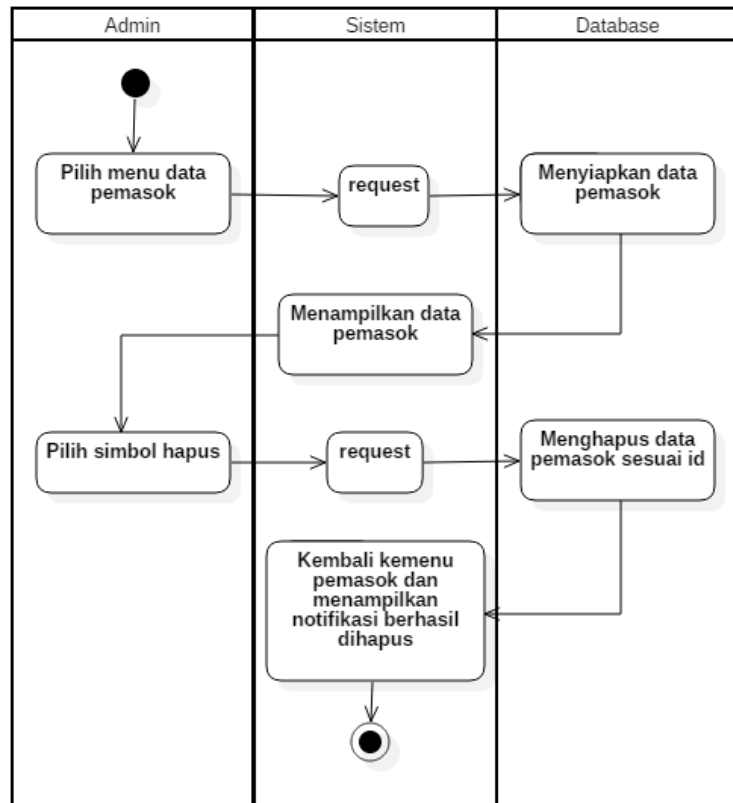 Admin
Sistem
Database
Pilih menu data
pemasok
request
Menyiapkan data
pemasok
Menampilkan data
pemasok
Pilih simbol hapus
request
Menghapus data
pemasok sesuai id
Kembali kemenu
pemasok dan
menampilkan
notifikasi berhasil
dihapus